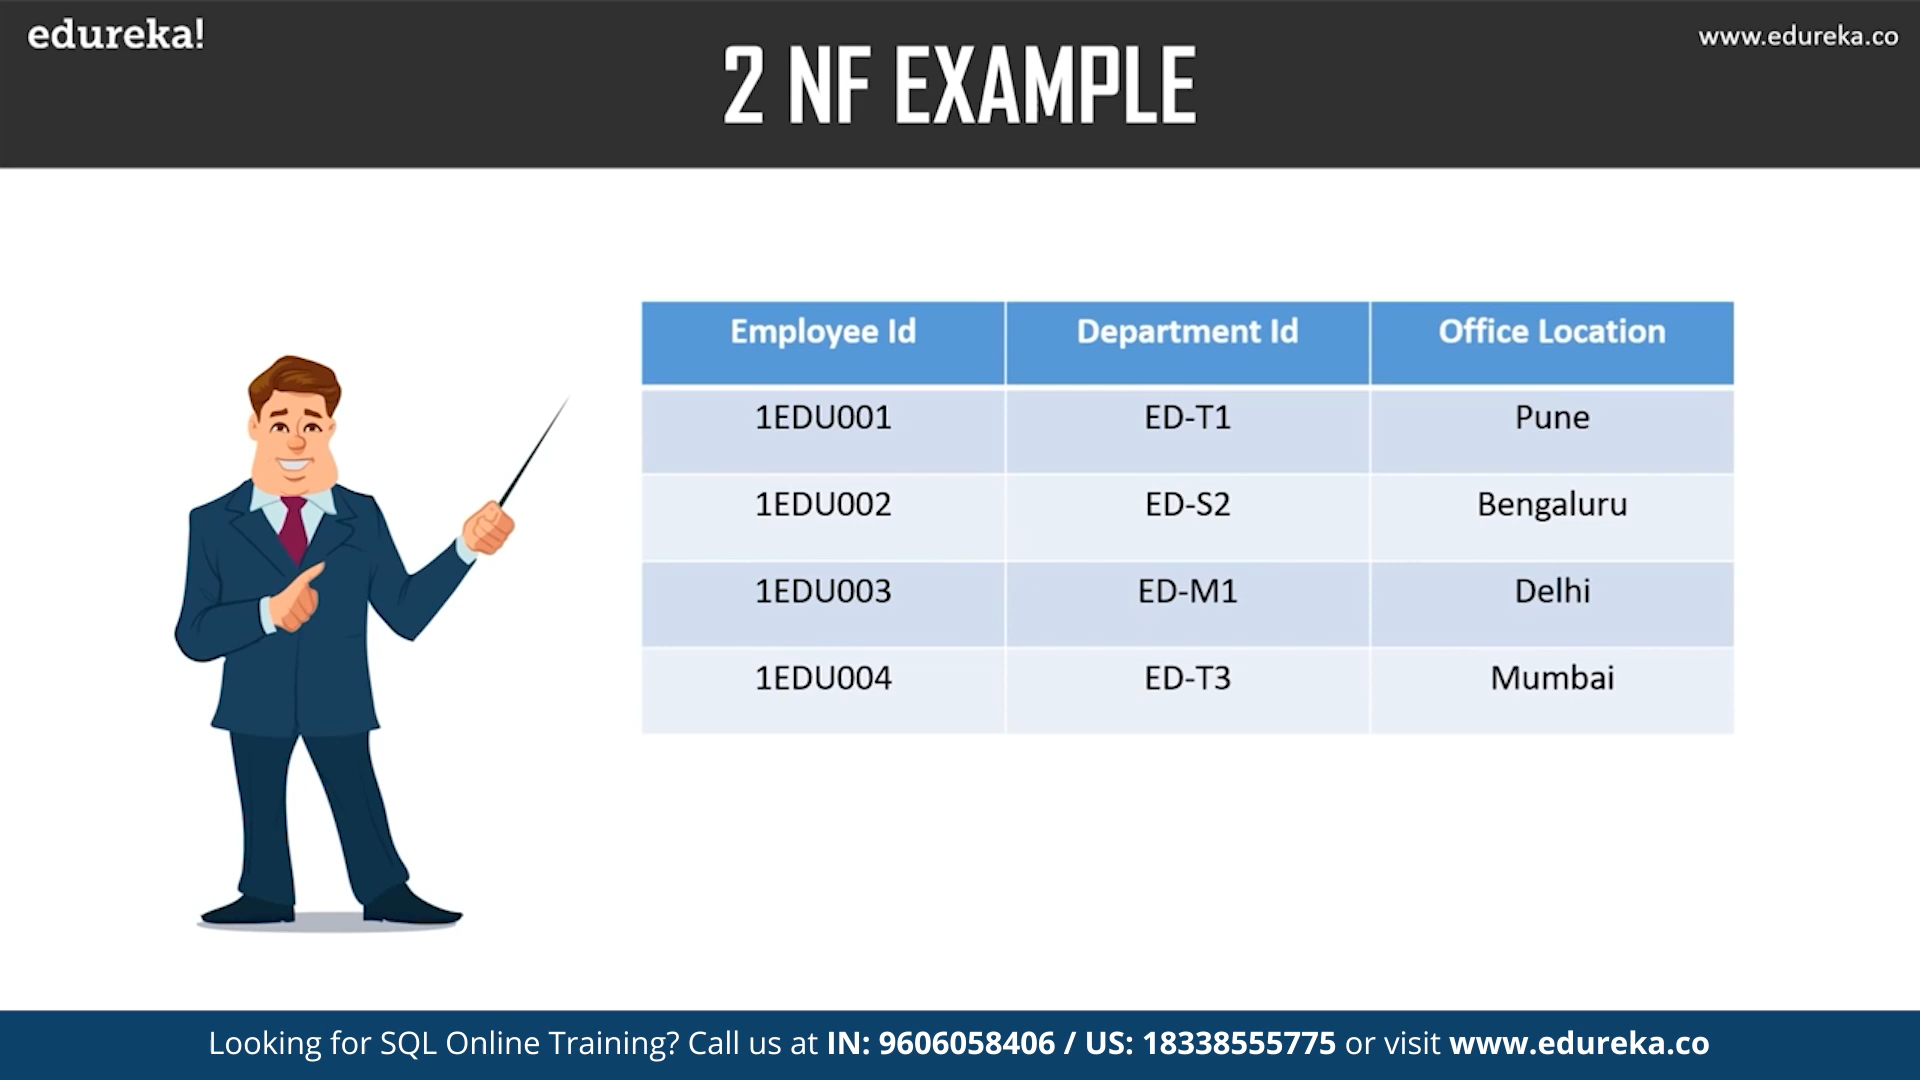 edureka!
www.edureka.co
2 NF EXAMPLE
Employee Id Department Id Office Location
1EDU001 ED-T1 Pune
1EDU002 ED-S2 Bengaluru
1EDU003 ED-M1 Delhi
1EDU004 ED-T3 Mumbai
Looking for SQL Online Training? Call us at IN: 9606058406 / US: 18338555775 or visit www.edureka.co